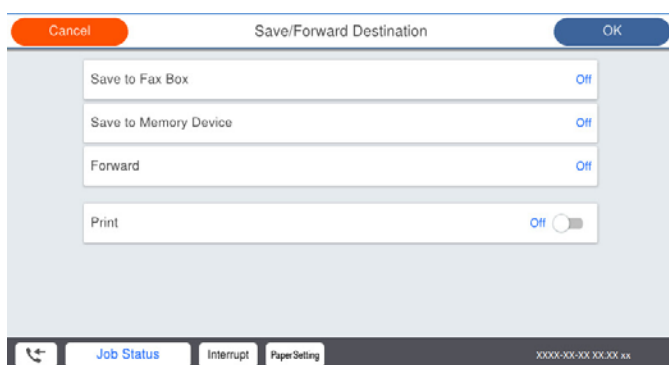 Cancel Save/Forward Destination OK
Save to Fax Box Off
Save to Memory Device Off
Forward Off
Print Off
Job Status Interrupt Paper Setting XXXX-XX-XX XX:XX xx